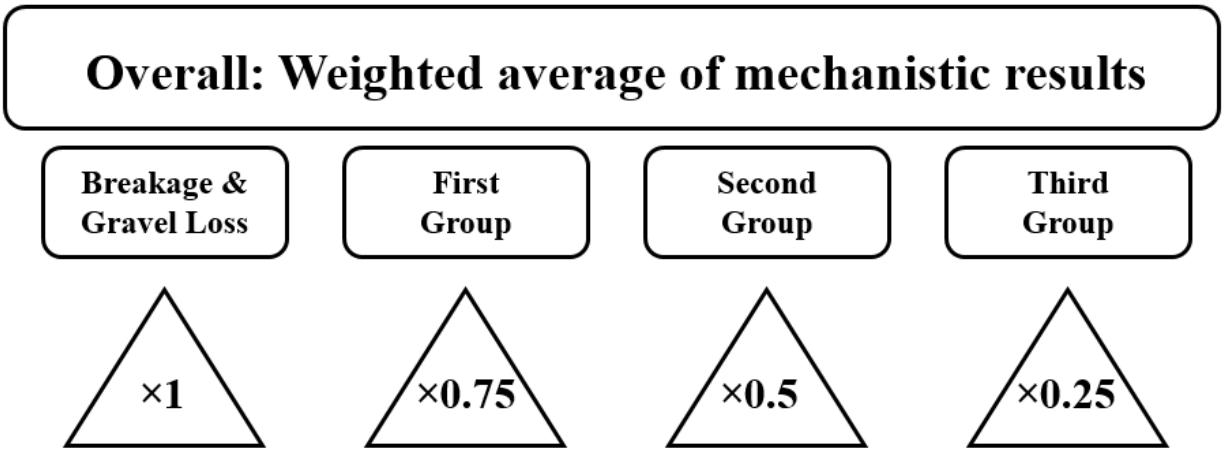 Overall: Weighted average of mechanistic results
Breakage &
Gravel Loss
First
Group
Second
Group
Third
Group
×1
×0.75
×0.5
×0.25